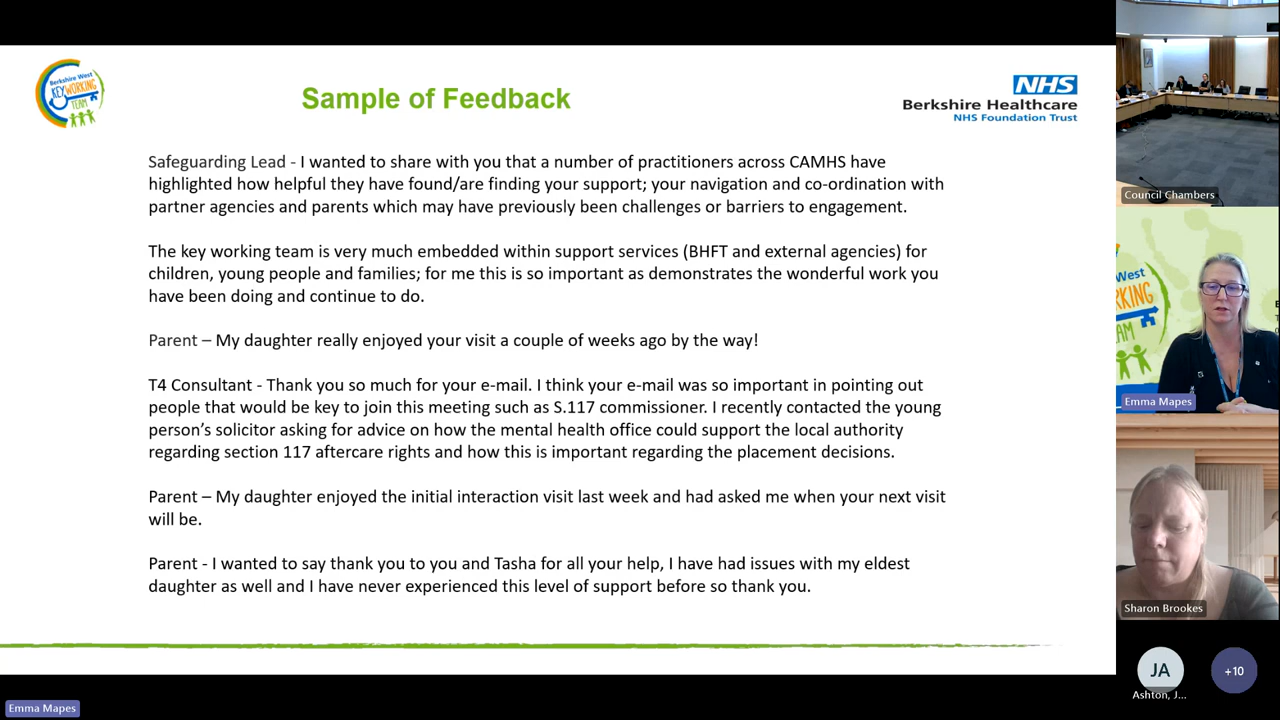 Berkshire West
KEYWORKING
TEAM
Sample of Feedback
NHS
Berkshire Healthcare
NHS Foundation Trust
Safeguarding Lead - I wanted to share with you that a number of practitioners across CAMHS have
highlighted how helpful they have found/are finding your support; your navigation and co-ordination with
partner agencies and parents which may have previously been challenges or barriers to engagement.
The key working team is very much embedded within support services (BHFT and external agencies) for
children, young people and families; for me this is so important as demonstrates the wonderful work you
have been doing and continue to do.
Parent – My daughter really enjoyed your visit a couple of weeks ago by the way!
T4 Consultant - Thank you so much for your e-mail. I think your e-mail was so important in pointing out
people that would be key to join this meeting such as S.117 commissioner. I recently contacted the young
person's solicitor asking for advice on how the mental health office could support the local authority
regarding section 117 aftercare rights and how this is important regarding the placement decisions.
Parent – My daughter enjoyed the initial interaction visit last week and had asked me when your next visit
will be.
Parent - I wanted to say thank you to you and Tasha for all your help, I have had issues with my eldest
daughter as well and I have never experienced this level of support before so thank you.
Emma Mapes
Council Chambers
West
RKING
TEAM
Emma Mapes
Sharon Brookes
JA
+10
Ashton, J...